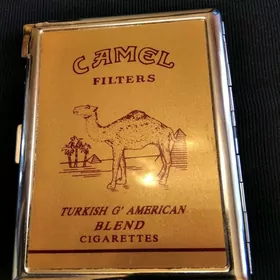 CAMEL
FILTERS
TURKISH & AMERICAN
BLEND
CIGARETTES